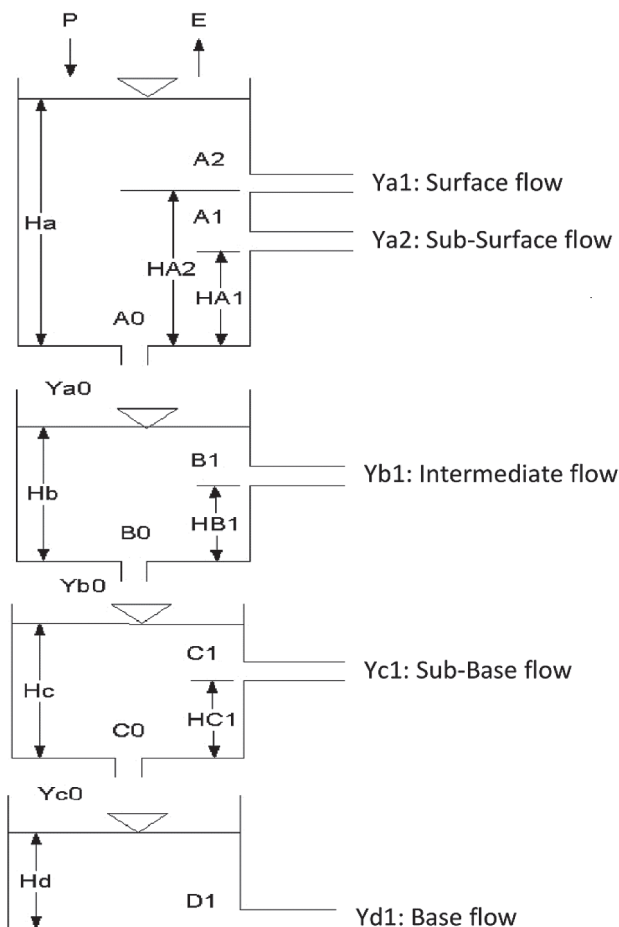 P E
A2
Ya1: Surface flow
Ha
A1
Ya2: Sub-Surface flow
HA2
HA1
A0
Ya0
B1
Yb1: Intermediate flow
Hb
HB1
B0
Yb0
C1
Yc1: Sub-Base flow
Hc
HC1
C0
Yc0
Hd
D1
Yd1: Base flow